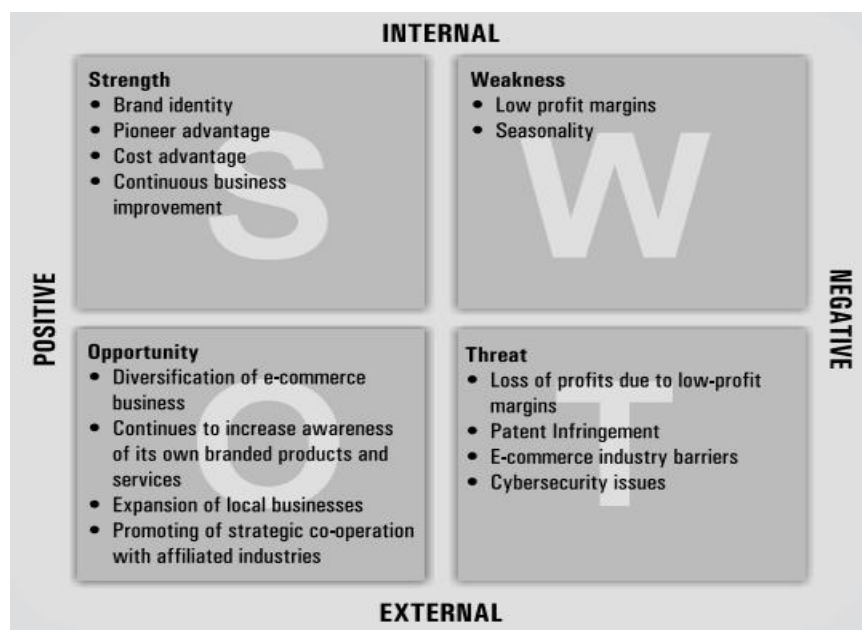 INTERNAL
Strength
• Brand identity
• Pioneer advantage
• Cost advantage
• Continuous business
improvement
S
Weakness
• Low profit margins
• Seasonality
W
POSITIVE
NEGATIVE
Opportunity
• Diversification of e-commerce
business
• Continues to increase awareness
of its own branded products and
services
• Expansion of local businesses
• Promoting of strategic co-operation
with affiliated industries
O
Threat
• Loss of profits due to low-profit
margins
• Patent Infringement
• E-commerce industry barriers
• Cybersecurity issues
T
EXTERNAL